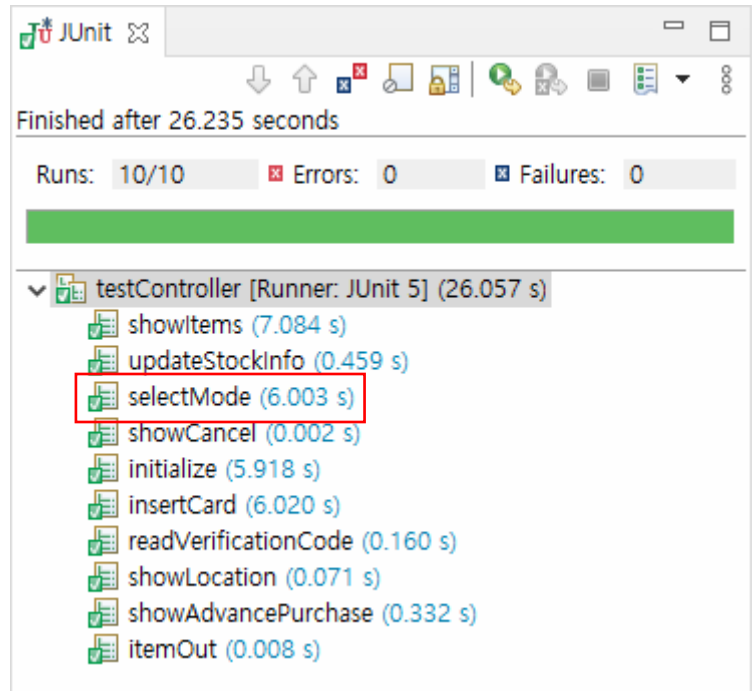 JUnit
Finished after 26.235 seconds
Runs: 10/10 Errors: 0 Failures: 0
testController [Runner: JUnit 5] (26.057 s)
showItems (7.084 s)
updateStockInfo (0.459 s)
selectMode (6.003 s)
showCancel (0.002 s)
initialize (5.918 s)
insertCard (6.020 s)
readVerificationCode (0.160 s)
showLocation (0.071 s)
showAdvancePurchase (0.332 s)
itemOut (0.008 s)